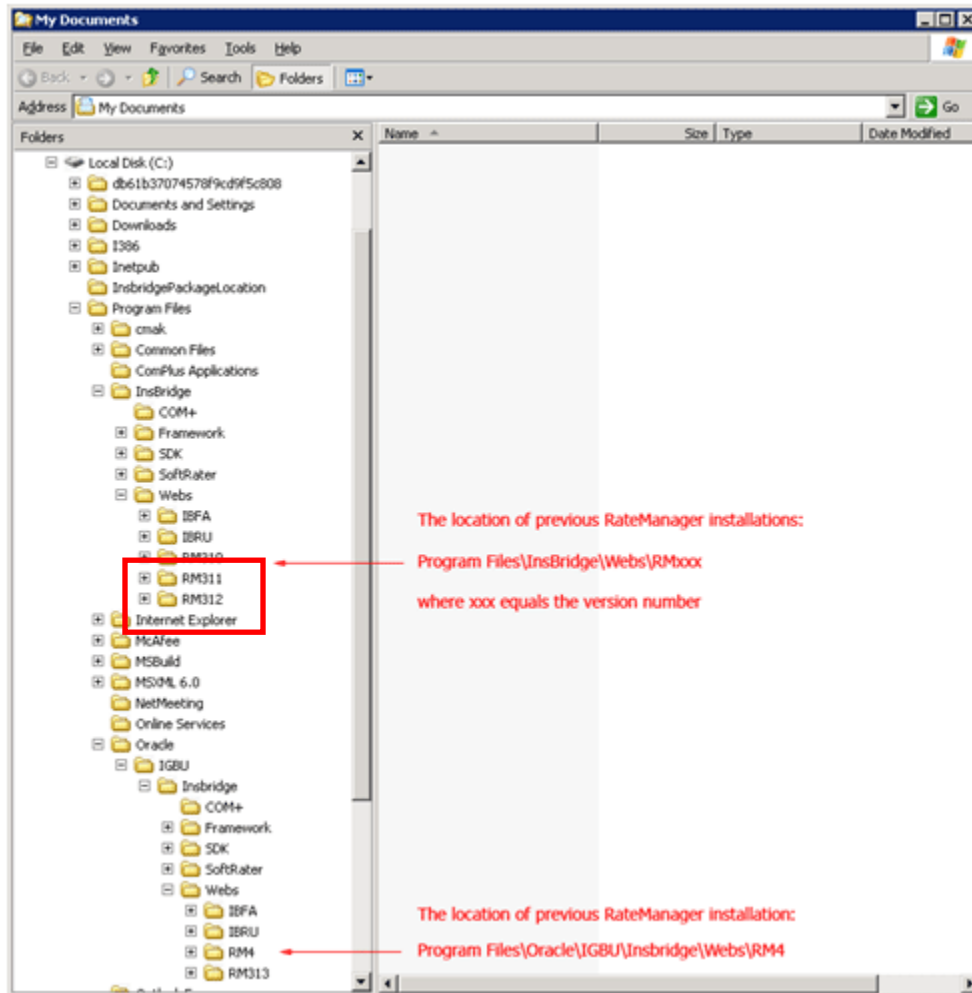 My Documents
File Edit View Favorites Tools Help
Back Search Folders
Address My Documents Go
Folders
Name Size Type Date Modified
Local Disk (C:)
db61b37074578f9cd9f5c808
Documents and Settings
Downloads
I386
Inetpub
InsbridgePackageLocation
Program Files
cmak
Common Files
ComPlus Applications
InsBridge
COM+
Framework
SDK
SoftRater
Webs
IBFA
IBRU
The location of previous RateManager installations:
RM310
Program Files\InsBridge\Webs\RMxxx
RM311
RM312
where xxx equals the version number
Internet Explorer
McAfee
MSBuild
MSXML 6.0
NetMeeting
Online Services
Oracle
IGBU
Insbridge
COM+
Framework
SDK
SoftRater
Webs
IBFA
The location of previous RateManager installation:
IBRU
RM4
Program Files\Oracle\IGBU\Insbridge\Webs\RM4
RM313